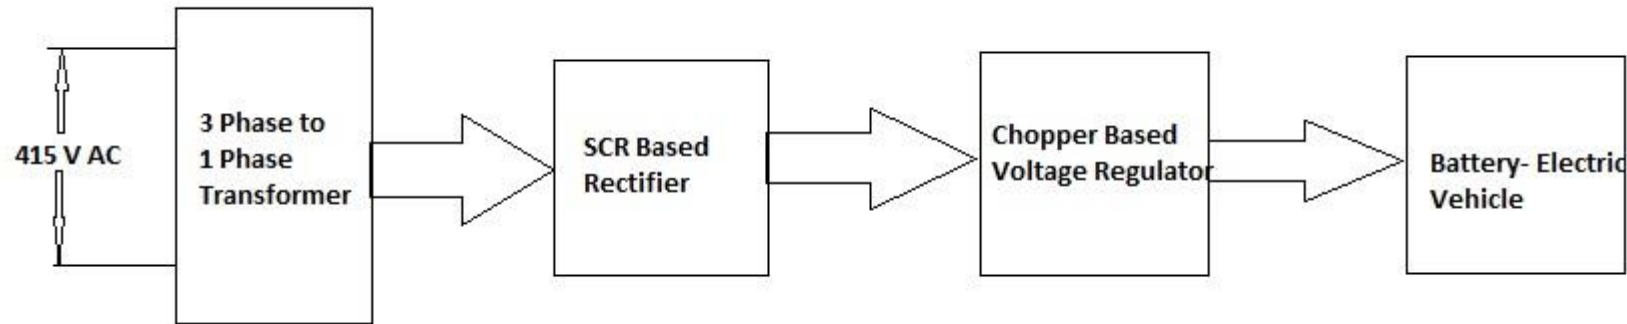 415 V AC
3 Phase to
1 Phase
Transformer
SCR Based
Rectifier
Chopper Based
Voltage Regulator
Battery- Electric
Vehicle